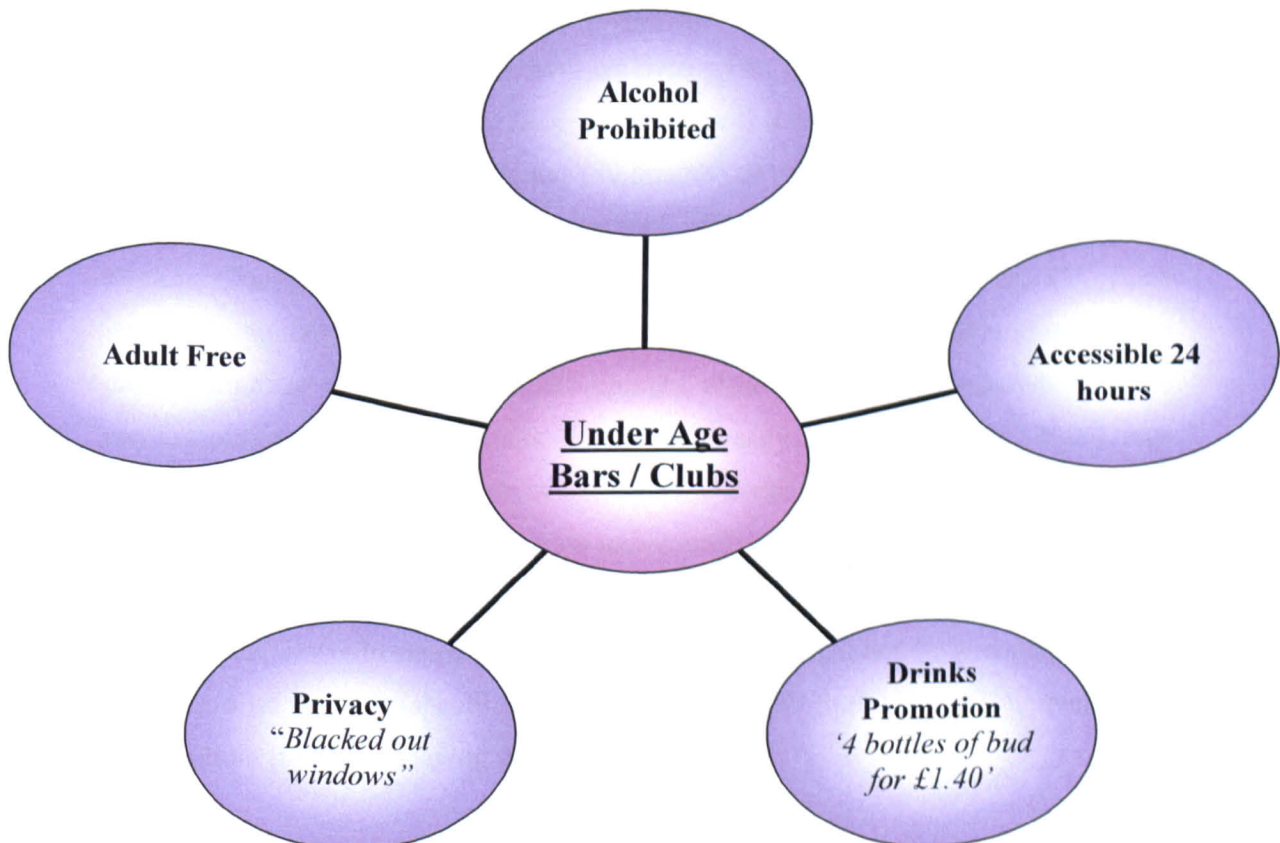 Alcohol
Prohibited
Adult Free
Accessible 24
hours
Under Age
Bars / Clubs
Privacy
“Blacked out
windows”
Drinks
Promotion
‘4 bottles of bud
for £1.40’